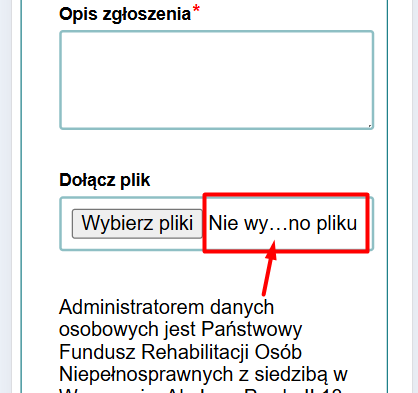 Opis zgłoszenia*
Dołącz plik
Wybierz pliki Nie wy...no pliku
Administratorem danych
osobowych jest Państwowy
Fundusz Rehabilitacji Osób
Niepełnosprawnych z siedzibą w